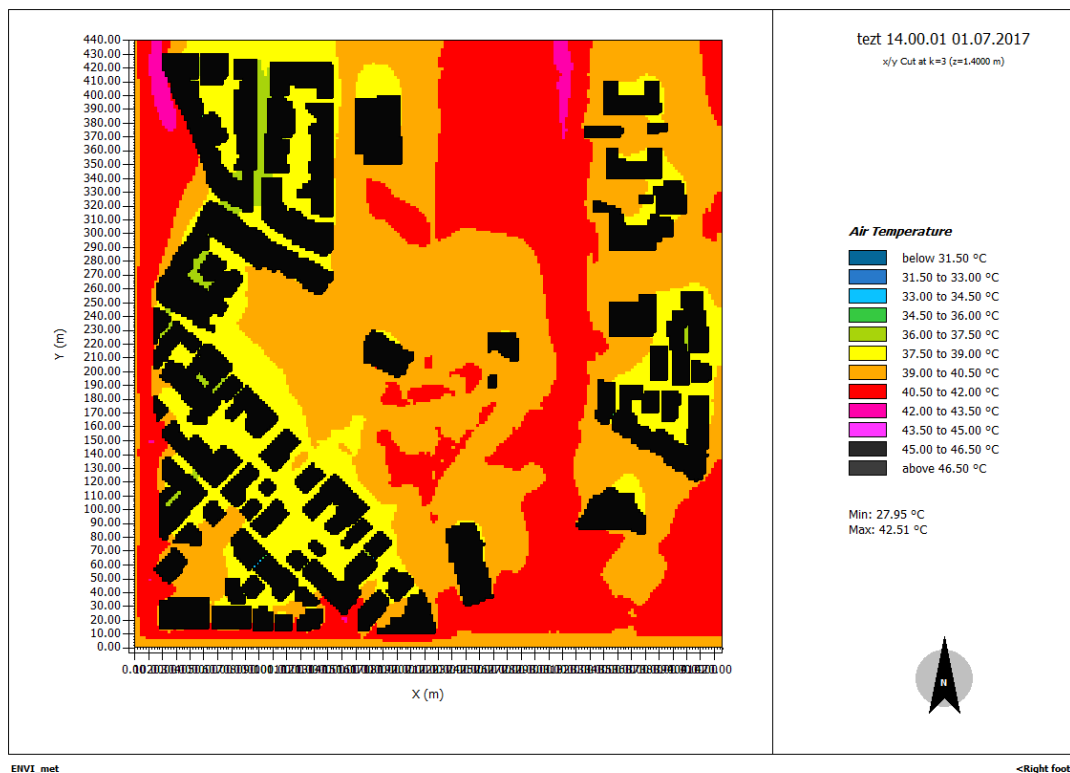 tezt 14.00.01 01.07.2017
x/y Cut at k=3 (z=1.4000 m)
440.00
430.00
420.00
410.00
400.00
390.00
380.00
370.00
360.00
350.00
340.00
330.00
320.00
310.00
300.00
290.00
280.00
270.00
260.00
250.00
240.00
230.00
220.00
210.00
200.00
190.00
180.00
170.00
160.00
150.00
140.00
130.00
120.00
110.00
100.00
90.00
80.00
70.00
60.00
50.00
40.00
30.00
20.00
10.00
0.00
Y (m)
X (m)
Air Temperature
below 31.50 °C
31.50 to 33.00 °C
33.00 to 34.50 °C
34.50 to 36.00 °C
36.00 to 37.50 °C
37.50 to 39.00 °C
39.00 to 40.50 °C
40.50 to 42.00 °C
42.00 to 43.50 °C
43.50 to 45.00 °C
45.00 to 46.50 °C
above 46.50 °C
Min: 27.95 °C
Max: 42.51 °C
N
ENVI_met
<Right foot